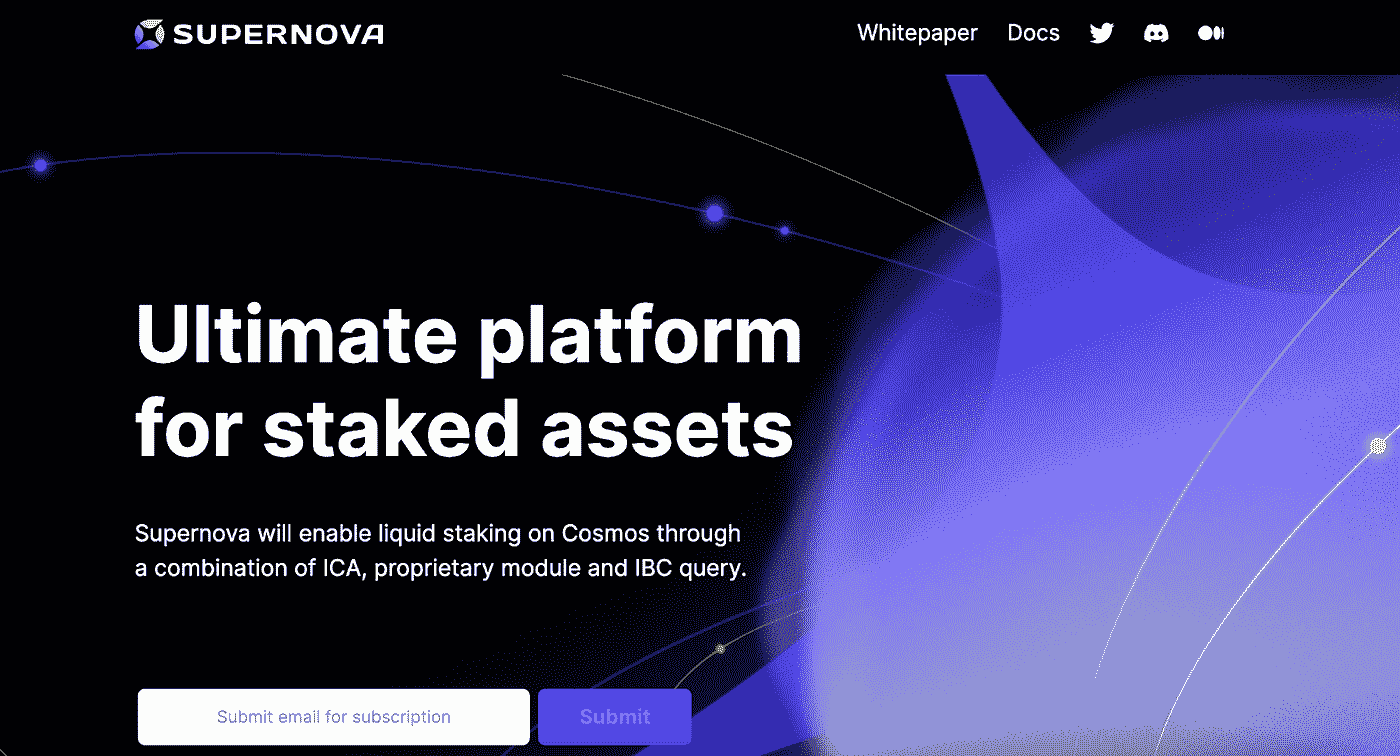 SUPERNOVA
Whitepaper Docs
Ultimate platform
for staked assets
Supernova will enable liquid staking on Cosmos through
a combination of ICA, proprietary module and IBC query.
Submit email for subscription
Submit